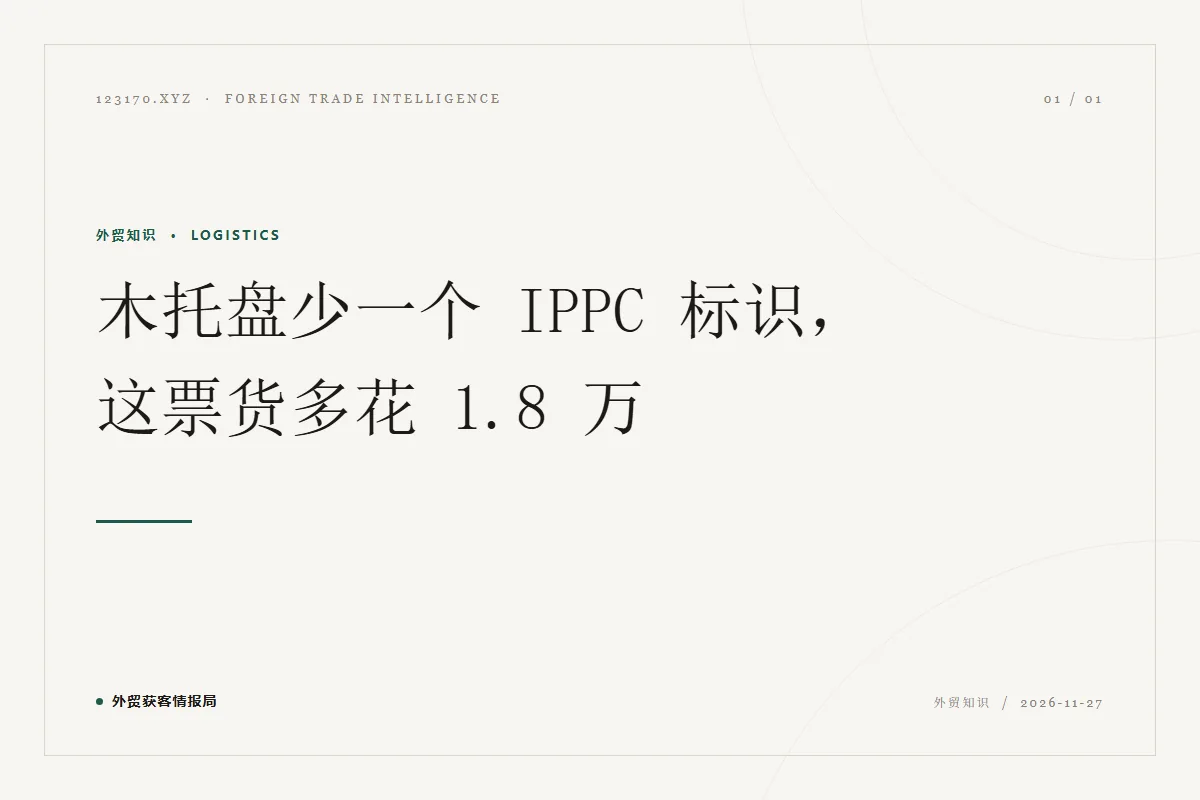 123170.XYZ · FOREIGN TRADE INTELLIGENCE
01 / 01
外贸知识 • LOGISTICS
木托盘少一个 IPPC 标识，
这票货多花 1.8 万
外贸获客情报局
外贸知识 / 2026-11-27